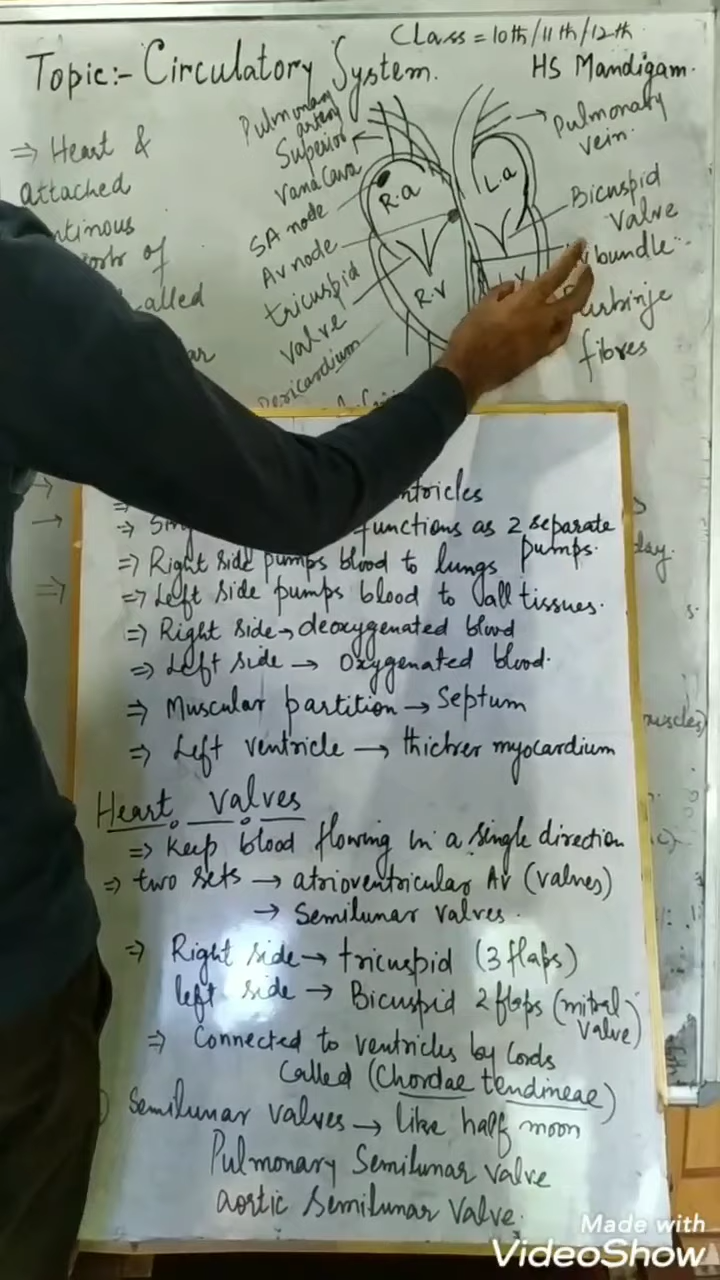 Class = 10th/11th/12th
Topic:- Circulatory System.
HS Mandigam.
⇒ Heart &
attached
Pulmonary
artery
Superior
vana cava
SA node
Av node
tricuspid
valve
Pericardium
R.a
L.a
R.V
L.V
→ Pulmonary
vein.
Bicuspid
valve
bundle
fibres
⇒ functions as 2 separate
pumps.
⇒ Right side pumps blood to lungs
⇒ Left side pumps blood to all tissues.
⇒ Right side → deoxygenated blood
⇒ Left side → Oxygenated blood.
⇒ Muscular partition → Septum
⇒ Left ventricle → thicker myocardium
Heart valves
⇒ Keep blood flowing in a single direction
⇒ two sets → atrioventricular AV (valves)
→ Semilunar valves.
⇒ Right side → tricuspid (3 flaps)
left side → Bicuspid 2 flaps (mitral
valve)
⇒ Connected to ventricles by Cords
Called (Chordae tendineae)
Semilunar valves → like half moon
Pulmonary Semilunar valve
aortic Semilunar valve.
Made with
VideoShow